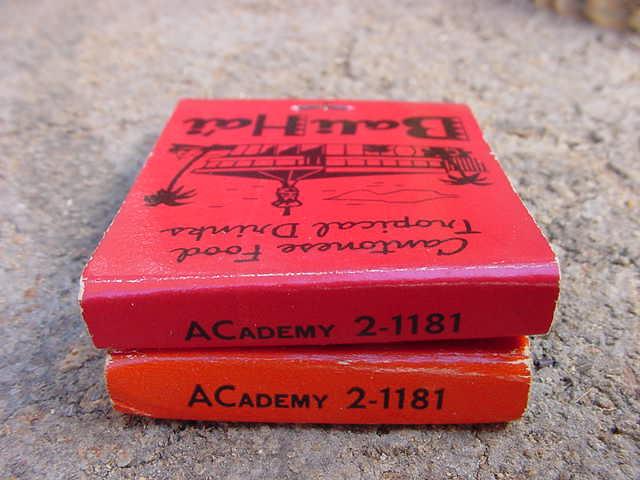 Bali Hai
Cantonese Food
Tropical Drinks
ACADEMY 2-1181
ACADEMY 2-1181